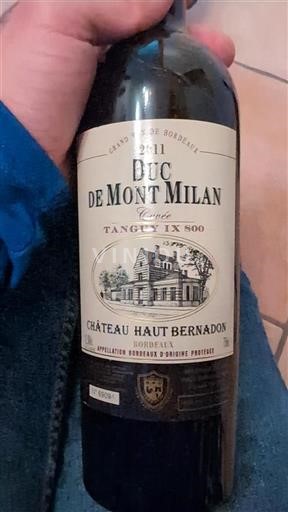 GRAND VIN DE BORDEAUX
2011
DUC
DE MONT MILAN
Cuvée
TANGUY IX 800
CHÂTEAU HAUT BERNADON
BORDEAUX
APPELLATION BORDEAUX D'ORIGINE PROTÉGÉE